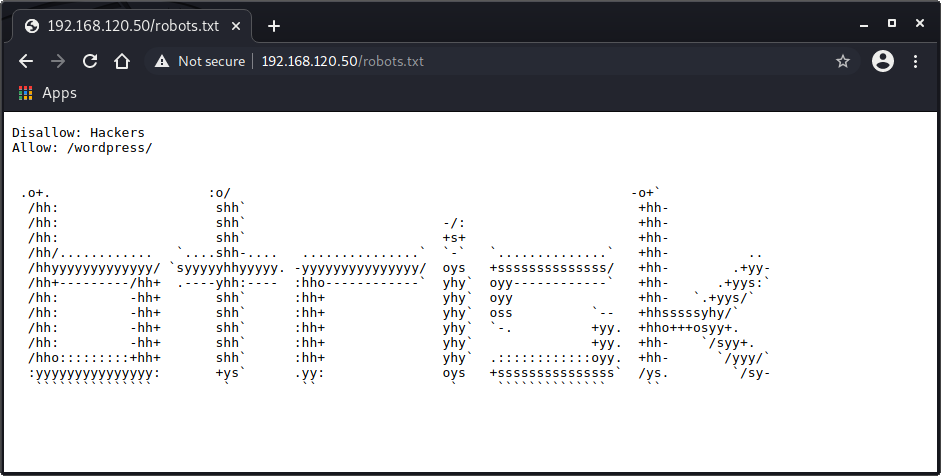 192.168.120.50/robots.txt
Not secure 192.168.120.50/robots.txt
Apps
Disallow: Hackers
Allow: /wordpress/
 .o+.                    :o/                                                   -o+`
  /hh:                    shh`                                                  +hh-
  /hh:                    shh`                         -/:                      +hh-
  /hh:                    shh`                         +s+                      +hh-
  /hh/............  `....shh-....   ...............`  `-`   `..............`    +hh-          ..
  /hhyyyyyyyyyyyyy/ `syyyyyhhyyyyy. -yyyyyyyyyyyyyyy/  oys   +ssssssssssssss/   +hh-        .+yy-
  /hh+---------/hh+  .----yhh:----  :hho------------`  yhy`  oyy------------`   +hh-      .+yys:`
  /hh:         -hh+       shh`      :hh+               yhy`  oyy                +hh-   `.+yys/`
  /hh:         -hh+       shh`      :hh+               yhy`  oss          `--   +hhsssssyhy/`
  /hh:         -hh+       shh`      :hh+               yhy`  `-.          +yy.  +hho+++osyy+.
  /hh:         -hh+       shh`      :hh+               yhy`               +yy.  +hh-   `/syy+.
  /hho:::::::::+hh+       shh`      :hh+               yhy`  .::::::::::::oyy.  +hh-     `/yyy/`
  :yyyyyyyyyyyyyyy:       +ys`      .yy:               oys   +sssssssssssssss`  /ys.       `/sy-
   ```````````````         `         ``                 `     ``````````````     ``